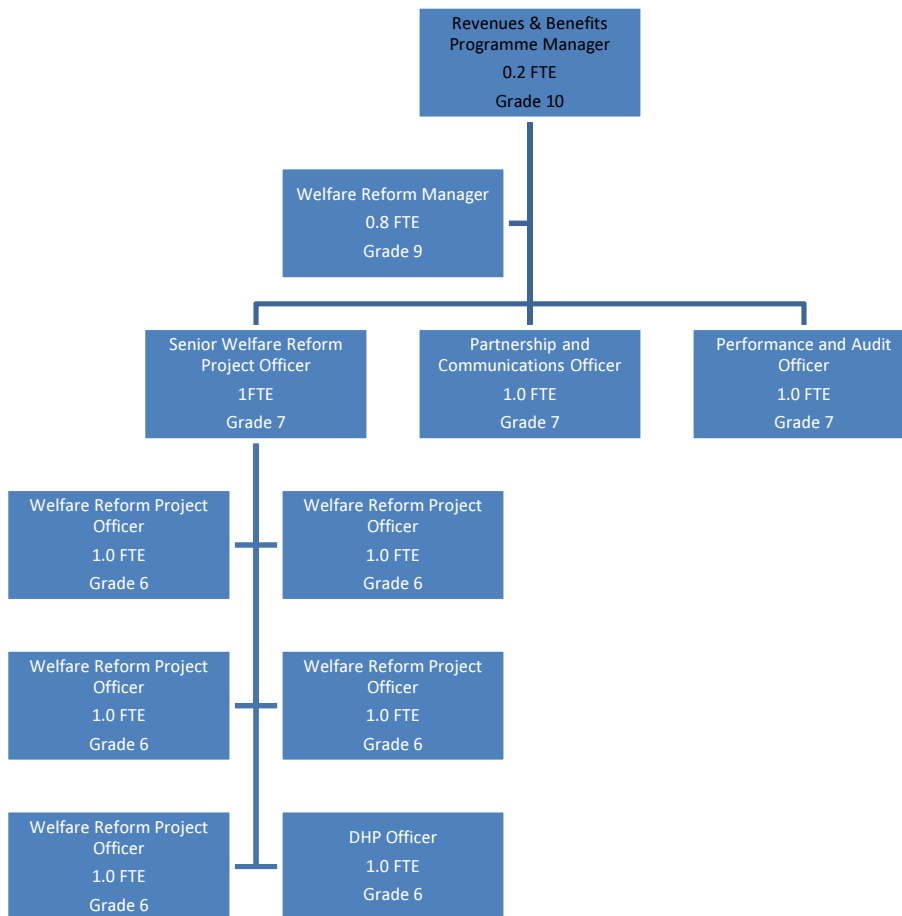 Revenues & Benefits
Programme Manager
0.2 FTE
Grade 10
Welfare Reform Manager
0.8 FTE
Grade 9
Senior Welfare Reform
Project Officer
1FTE
Grade 7
Partnership and
Communications Officer
1.0 FTE
Grade 7
Performance and Audit
Officer
1.0 FTE
Grade 7
Welfare Reform Project
Officer
1.0 FTE
Grade 6
Welfare Reform Project
Officer
1.0 FTE
Grade 6
Welfare Reform Project
Officer
1.0 FTE
Grade 6
Welfare Reform Project
Officer
1.0 FTE
Grade 6
Welfare Reform Project
Officer
1.0 FTE
Grade 6
DHP Officer
1.0 FTE
Grade 6